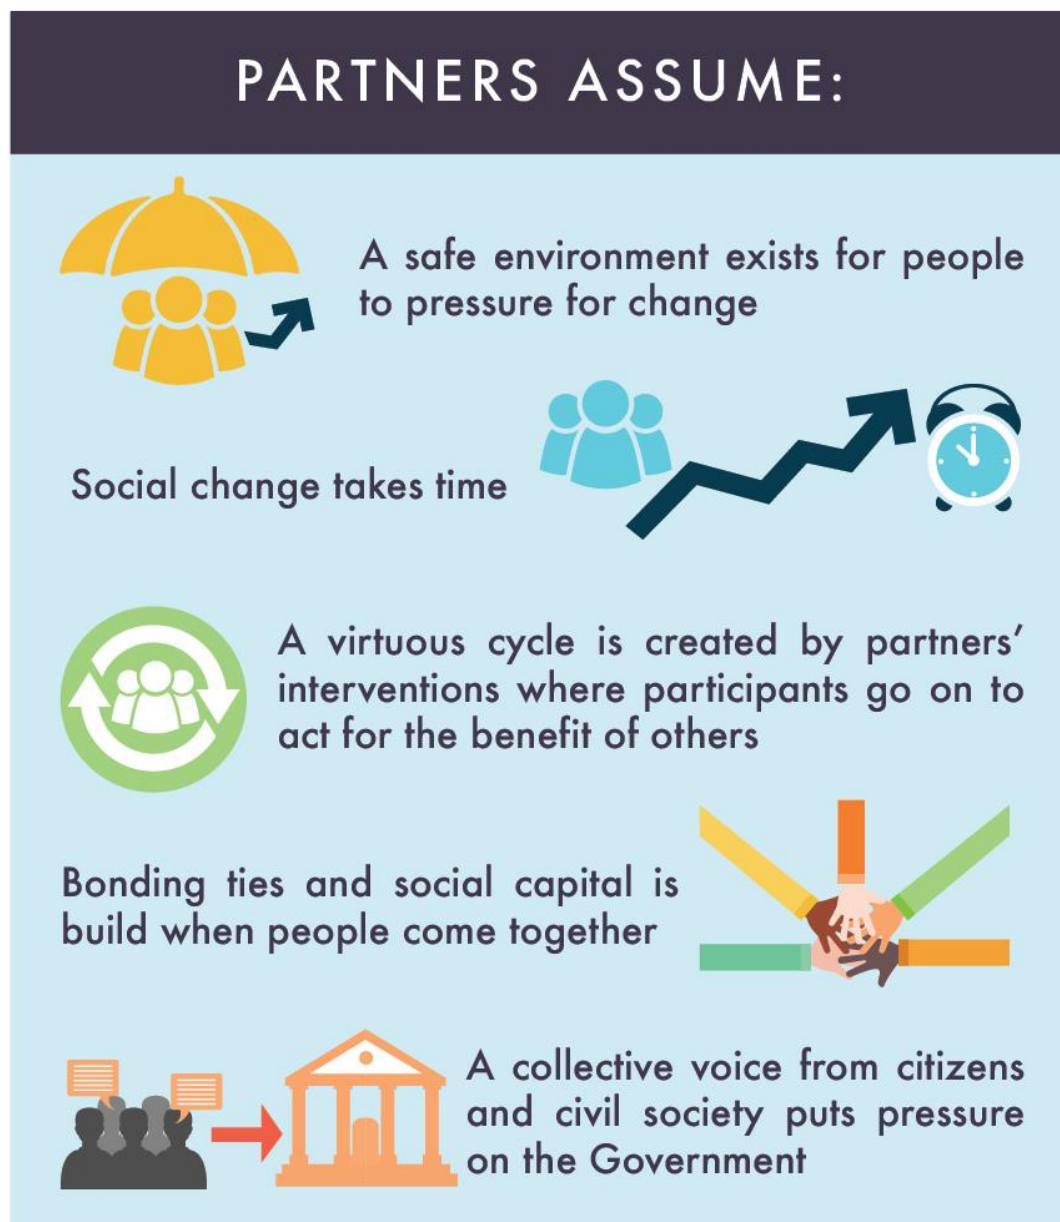 PARTNERS ASSUME:
A safe environment exists for people
to pressure for change
Social change takes time
A virtuous cycle is created by partners’
interventions where participants go on to
act for the benefit of others
Bonding ties and social capital is
build when people come together
A collective voice from citizens
and civil society puts pressure
on the Government